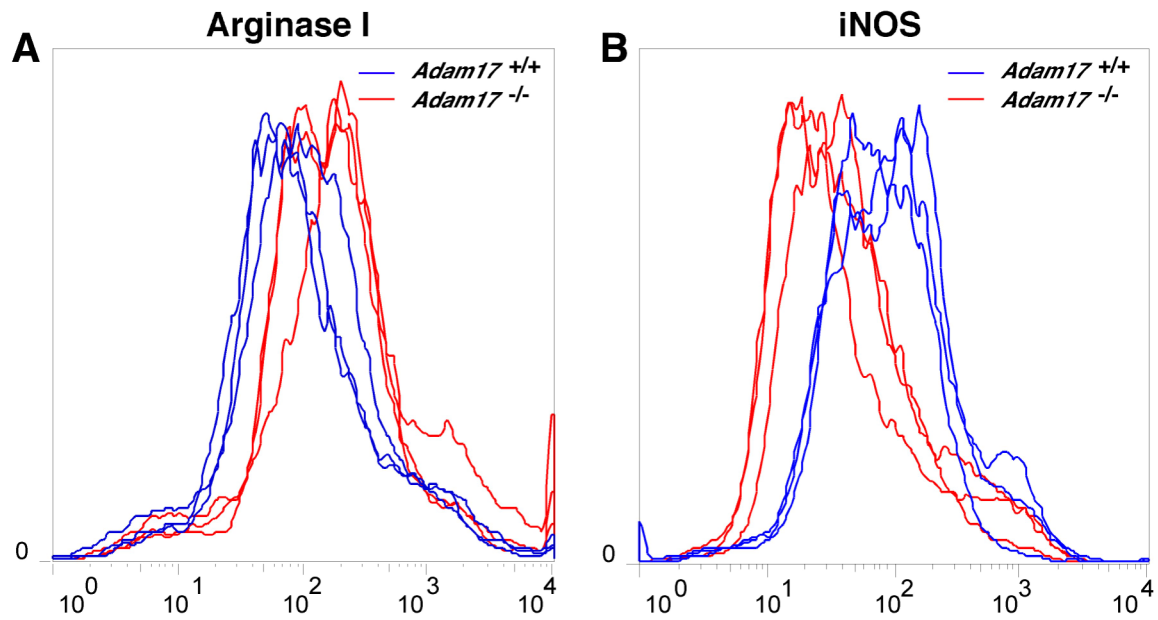 Arginase I
A
Adam17 +/+
Adam17 -/-
0
10^0 10^1 10^2 10^3 10^4
iNOS
B
Adam17 +/+
Adam17 -/-
0
10^0 10^1 10^2 10^3 10^4